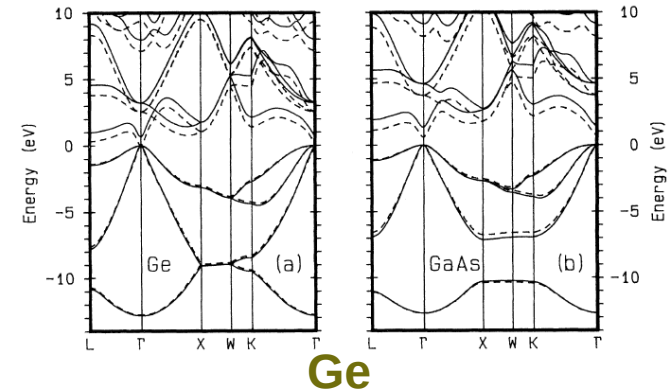 10
5
0
−5
−10
Energy (eV)
Ge
(a)
L Γ X W K Γ
10
5
0
−5
−10
Energy (eV)
GaAs
(b)
L Γ X W K Γ
Ge